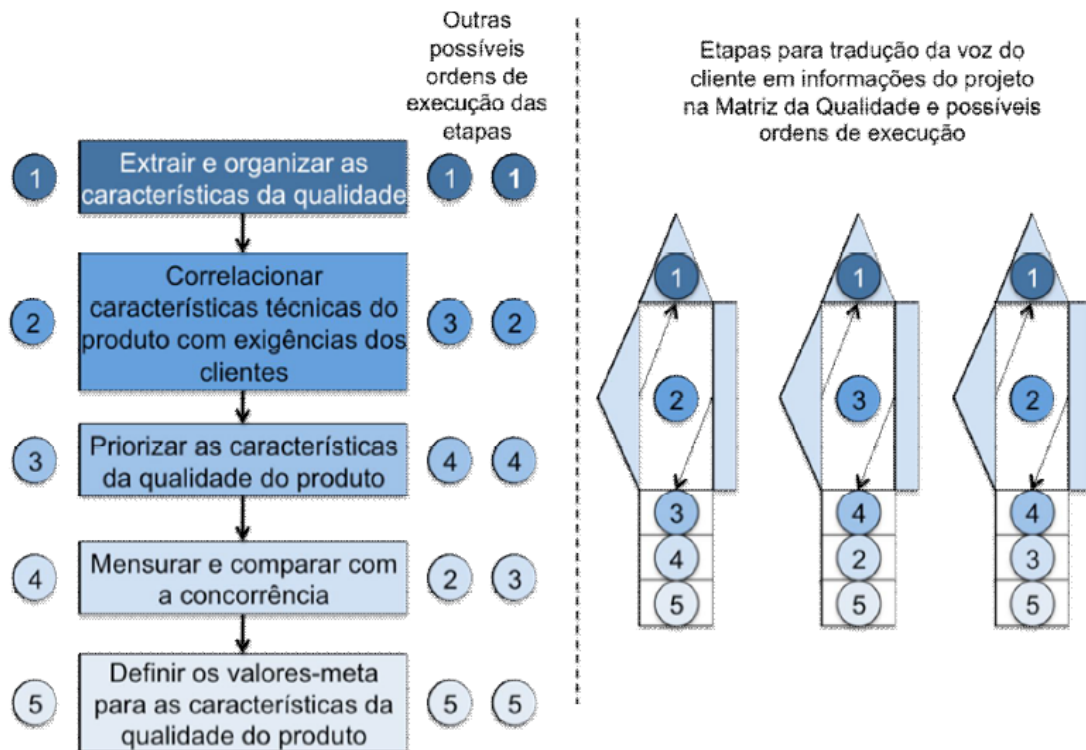 Outras
possíveis
ordens de
execução das
etapas
1
Extrair e organizar as
características da qualidade
1 1
2
Correlacionar
características técnicas do
produto com exigências dos
clientes
3 2
3
Priorizar as características
da qualidade do produto
4 4
4
Mensurar e comparar com
a concorrência
2 3
5
Definir os valores-meta
para as características da
qualidade do produto
5 5
Etapas para tradução da voz do
cliente em informações do projeto
na Matriz da Qualidade e possíveis
ordens de execução
1 1 1
2 3 2
3 4 4
4 2 3
5 5 5